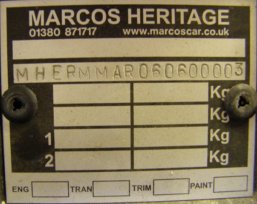 MARCOS HERITAGE
01380 871717 www.marcoscar.co.uk
MHERMMAR060600003
Kg
Kg
1 Kg
2 Kg
ENG TRAN TRIM PAINT